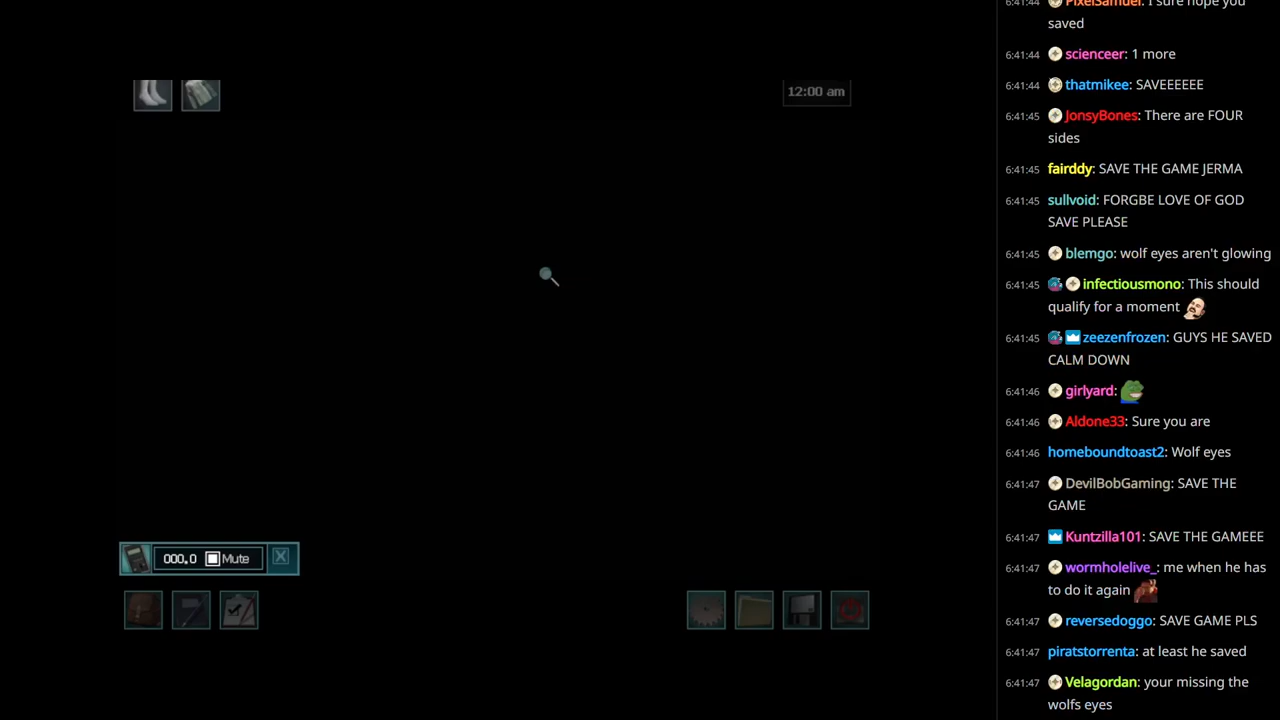 12:00 am
000.0 Mute
6:41:44 PixelSamuel: I sure hope you
saved
6:41:44 scienceer: 1 more
6:41:44 thatmikee: SAVEEEEEE
6:41:45 JonsyBones: There are FOUR
sides
6:41:45 fairddy: SAVE THE GAME JERMA
6:41:45 sullvoid: FORGBE LOVE OF GOD
SAVE PLEASE
6:41:45 blemgo: wolf eyes aren't glowing
6:41:45 infectiousmono: This should
qualify for a moment
6:41:45 zeezenfrozen: GUYS HE SAVED
CALM DOWN
6:41:46 girlyard:
6:41:46 Aldone33: Sure you are
6:41:46 homeboundtoast2: Wolf eyes
6:41:47 DevilBobGaming: SAVE THE
GAME
6:41:47 Kuntzilla101: SAVE THE GAMEEE
6:41:47 wormholelive_: me when he has
to do it again
6:41:47 reversedoggo: SAVE GAME PLS
6:41:47 piratstorrenta: at least he saved
6:41:47 Velagordan: your missing the
wolfs eyes